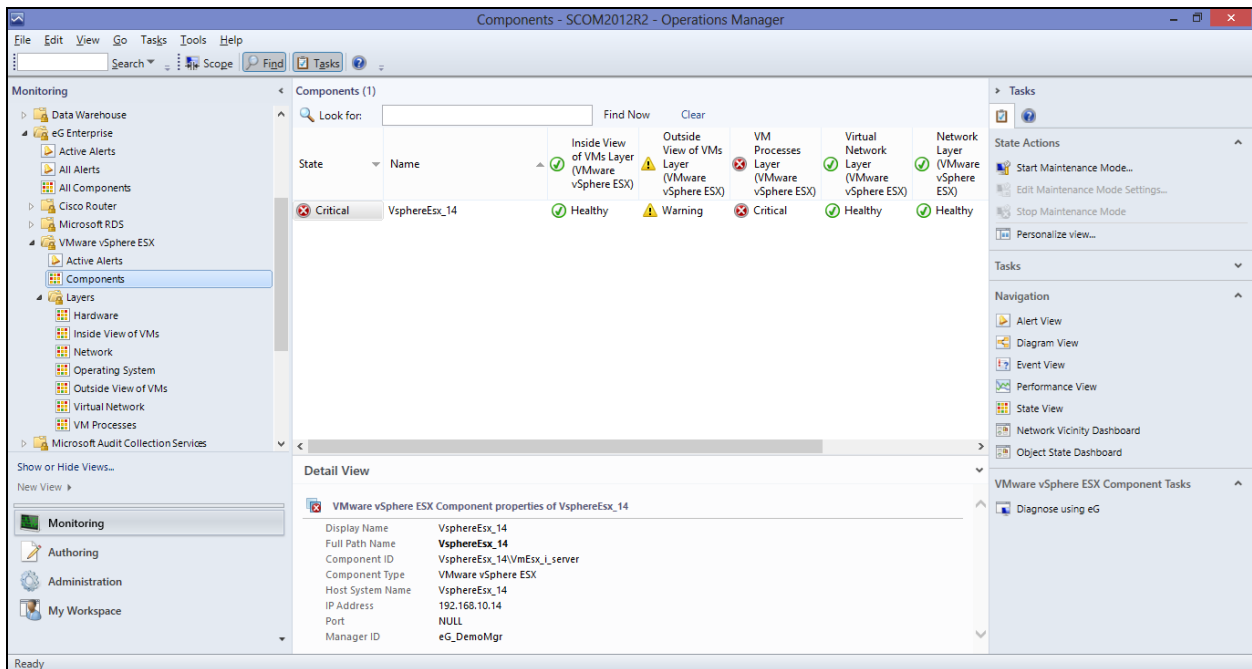 Components - SCOM2012R2 - Operations Manager
File Edit View Go Tasks Tools Help
Search Scope Find Tasks
Monitoring
Data Warehouse
eG Enterprise
Active Alerts
All Alerts
All Components
Cisco Router
Microsoft RDS
VMware vSphere ESX
Active Alerts
Components
Layers
Hardware
Inside View of VMs
Network
Operating System
Outside View of VMs
Virtual Network
VM Processes
Microsoft Audit Collection Services
Show or Hide Views...
New View
Monitoring
Authoring
Administration
My Workspace
Components (1)
Look for: Find Now Clear
State
Name
Inside View
of VMs Layer
(VMware
vSphere ESX)
Outside
View of VMs
Layer
(VMware
vSphere ESX)
VM
Processes
Layer
(VMware
vSphere ESX)
Virtual
Network
Layer
(VMware
vSphere ESX)
Network
Layer
(VMware
vSphere
ESX)
Critical VsphereEsx_14 Healthy Warning Critical Healthy Healthy
Detail View
VMware vSphere ESX Component properties of VsphereEsx_14
Display Name VsphereEsx_14
Full Path Name VsphereEsx_14
Component ID VsphereEsx_14\VmEsx_i_server
Component Type VMware vSphere ESX
Host System Name VsphereEsx_14
IP Address 192.168.10.14
Port NULL
Manager ID eG_DemoMgr
Tasks
State Actions
Start Maintenance Mode...
Edit Maintenance Mode Settings...
Stop Maintenance Mode
Personalize view...
Tasks
Navigation
Alert View
Diagram View
Event View
Performance View
State View
Network Vicinity Dashboard
Object State Dashboard
VMware vSphere ESX Component Tasks
Diagnose using eG
Ready